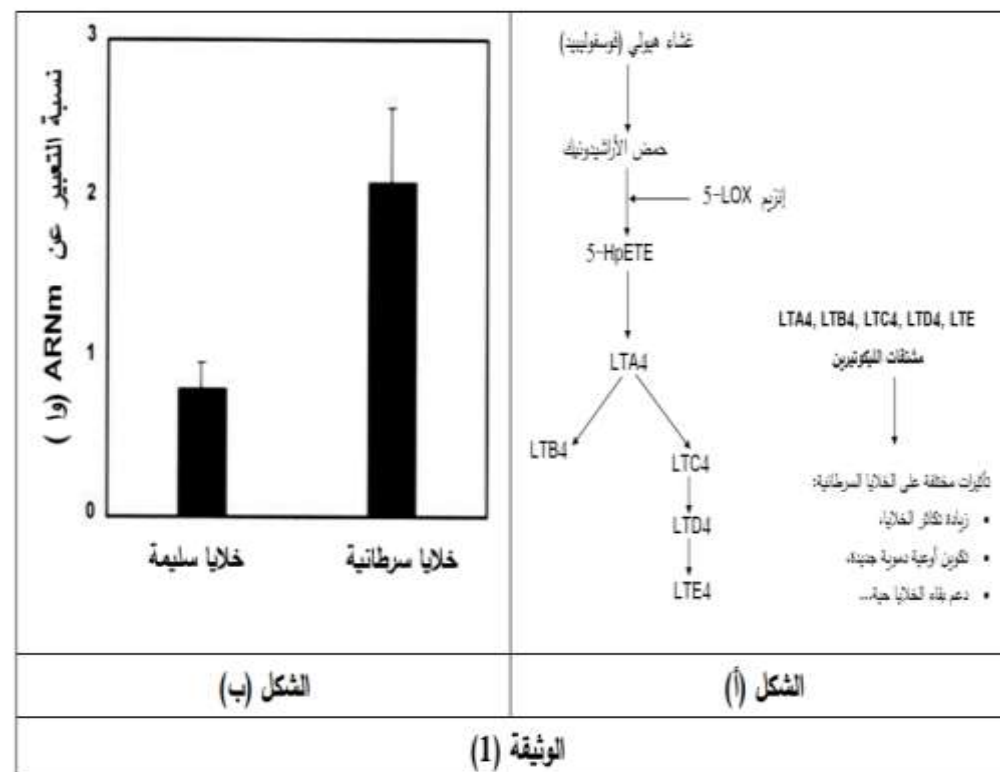 غشاء هيولي (فوسفوليبيد)
حمض الأراشيدونيك
إنزيم 5-LOX
5-HpETE
LTA4
LTB4
LTC4
LTD4
LTE4
LTA4, LTB4, LTC4, LTD4, LTE
مشتقات الليكوتيرين
تأثيرات مختلفة على الخلايا السرطانية:
• زيادة تكاثر الخلايا،
• تكوين أوعية دموية جديدة،
• دعم بقاء الخلايا حية...
الشكل (أ)
نسبة التعبير عن ARNm (و إ )
3
2
1
0
خلايا سليمة
خلايا سرطانية
الشكل (ب)
الوثيقة (1)